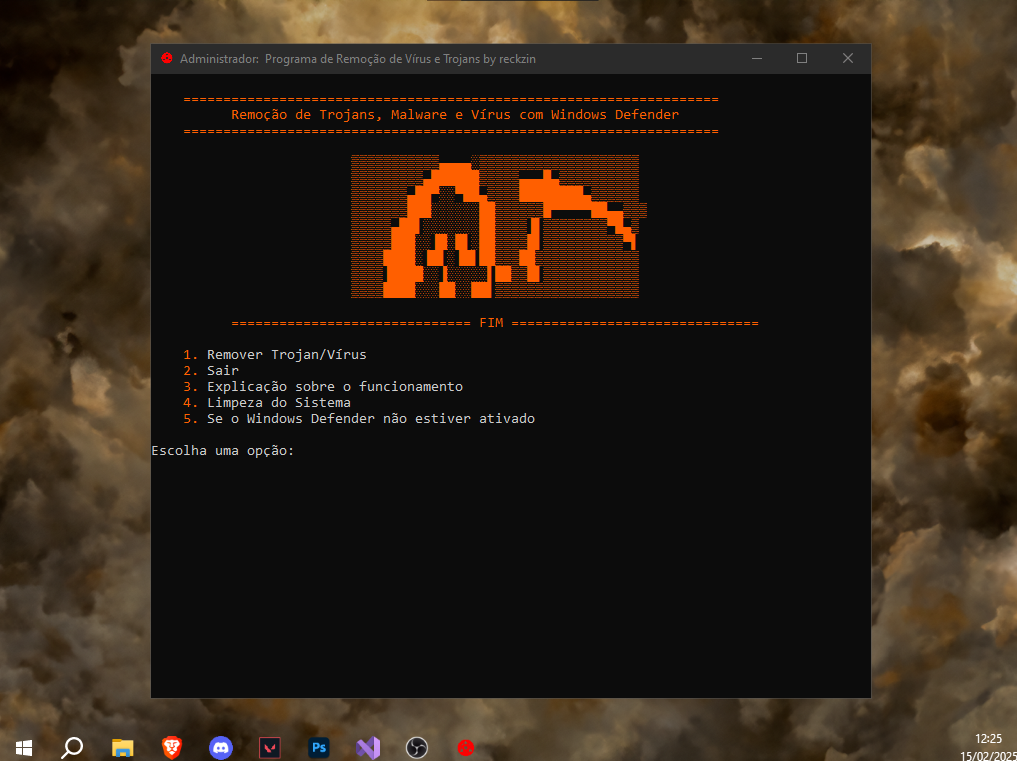 Administrador: Programa de Remoção de Vírus e Trojans by reckzin
===================================================================
Remoção de Trojans, Malware e Vírus com Windows Defender
===================================================================
============================== FIM ===============================
1. Remover Trojan/Vírus
2. Sair
3. Explicação sobre o funcionamento
4. Limpeza do Sistema
5. Se o Windows Defender não estiver ativado
Escolha uma opção:
Ps
12:25
15/02/2025